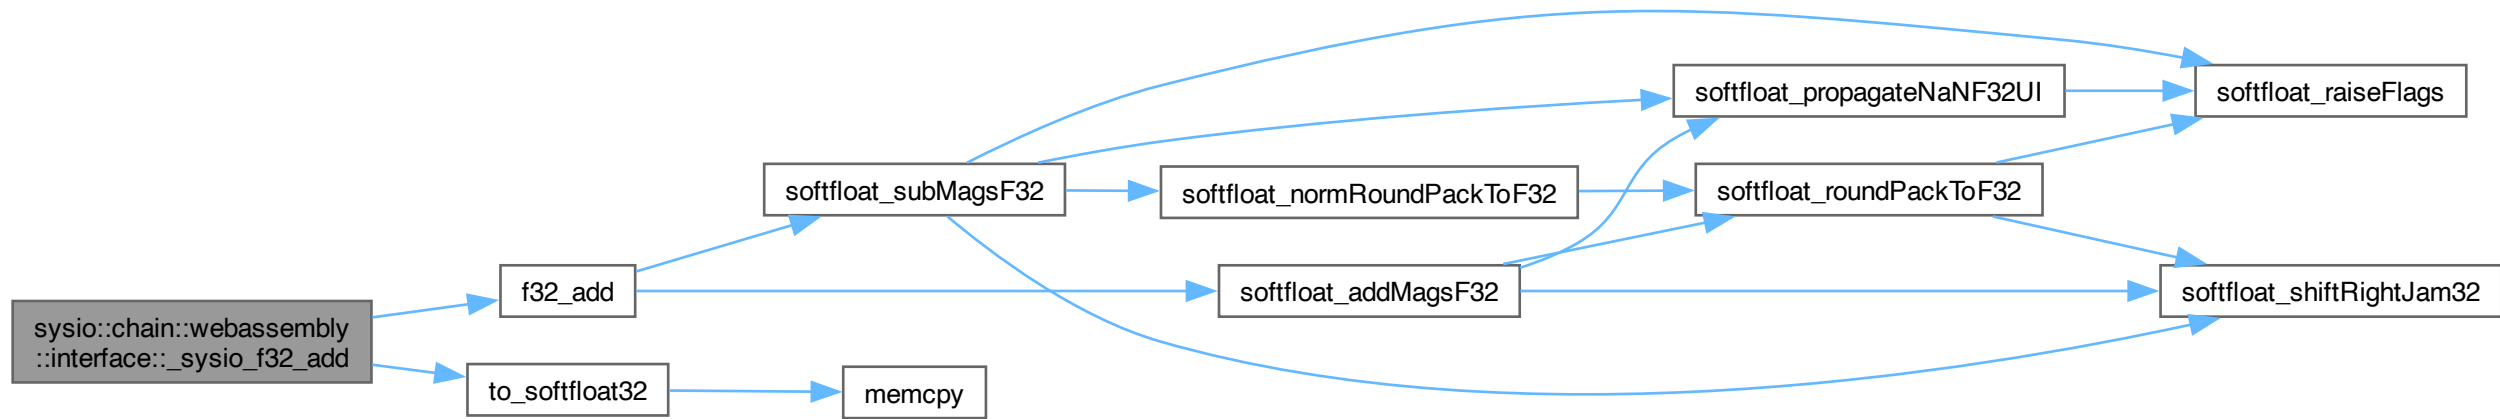 sysio::chain::webassembly
::interface::_sysio_f32_add
f32_add
to_softfloat32
softfloat_subMagsF32
memcpy
softfloat_normRoundPackToF32
softfloat_addMagsF32
softfloat_propagateNaNF32UI
softfloat_roundPackToF32
softfloat_raiseFlags
softfloat_shiftRightJam32